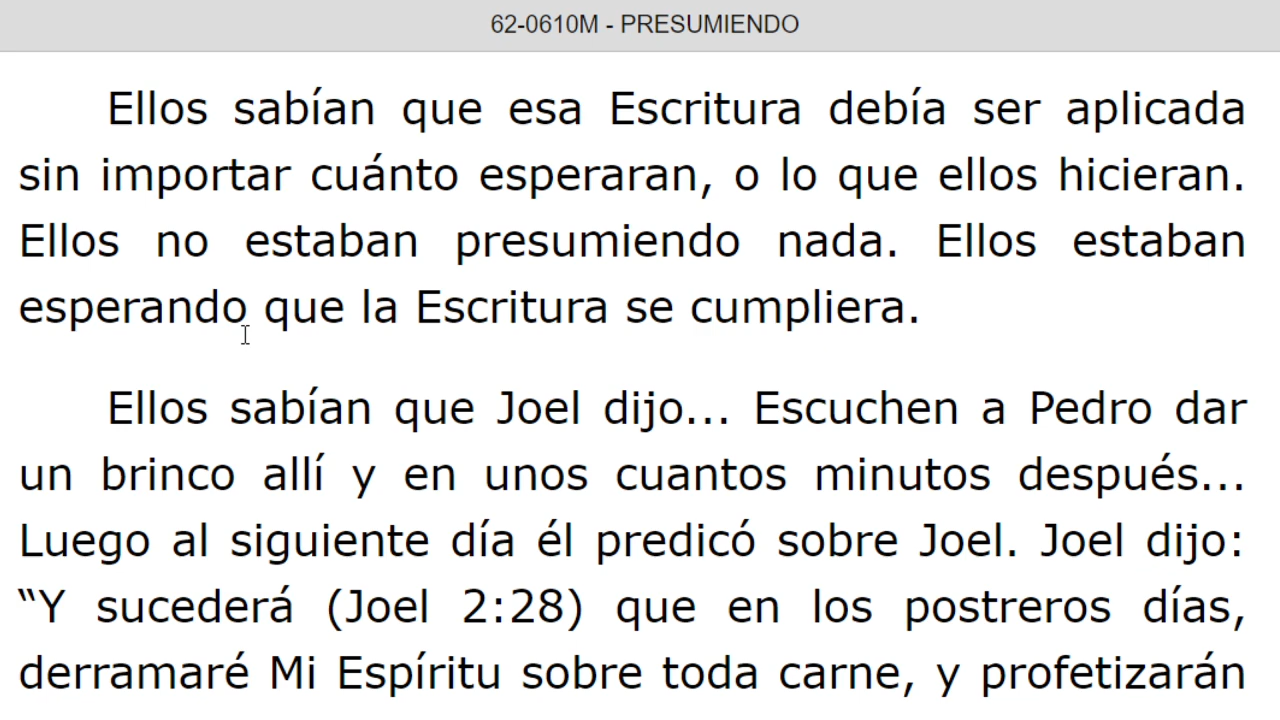 62-0610M - PRESUMIENDO
Ellos sabían que esa Escritura debía ser aplicada
sin importar cuánto esperaran, o lo que ellos hicieran.
Ellos no estaban presumiendo nada. Ellos estaban
esperando que la Escritura se cumpliera.
Ellos sabían que Joel dijo... Escuchen a Pedro dar
un brinco allí y en unos cuantos minutos después...
Luego al siguiente día él predicó sobre Joel. Joel dijo:
“Y sucederá (Joel 2:28) que en los postreros días,
derramaré Mi Espíritu sobre toda carne, y profetizarán